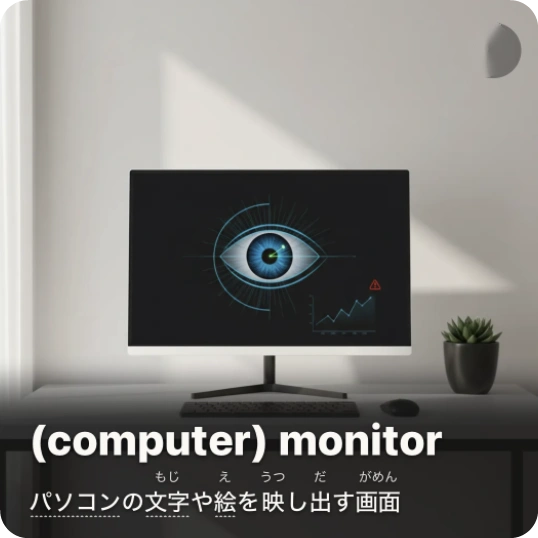 (computer) monitor
もじ え うつ だ がめん
パソコンの文字や絵を映し出す画面